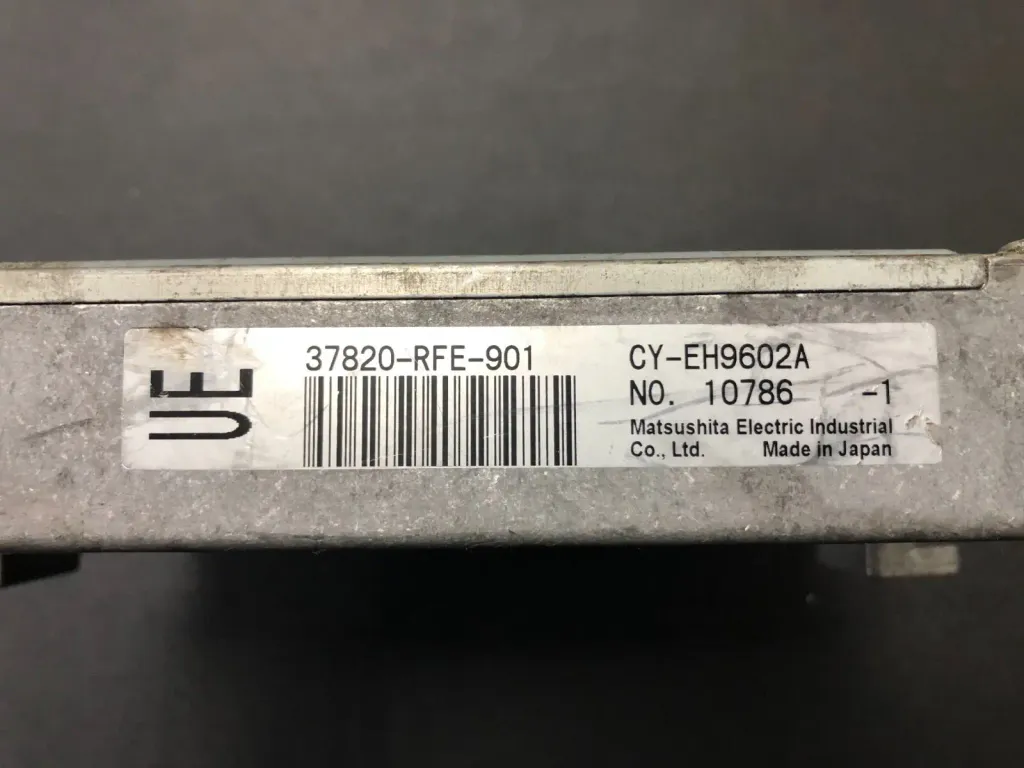 UE
37820-RFE-901
CY-EH9602A
NO. 10786 -1
Matsushita Electric Industrial
Co., Ltd. Made in Japan